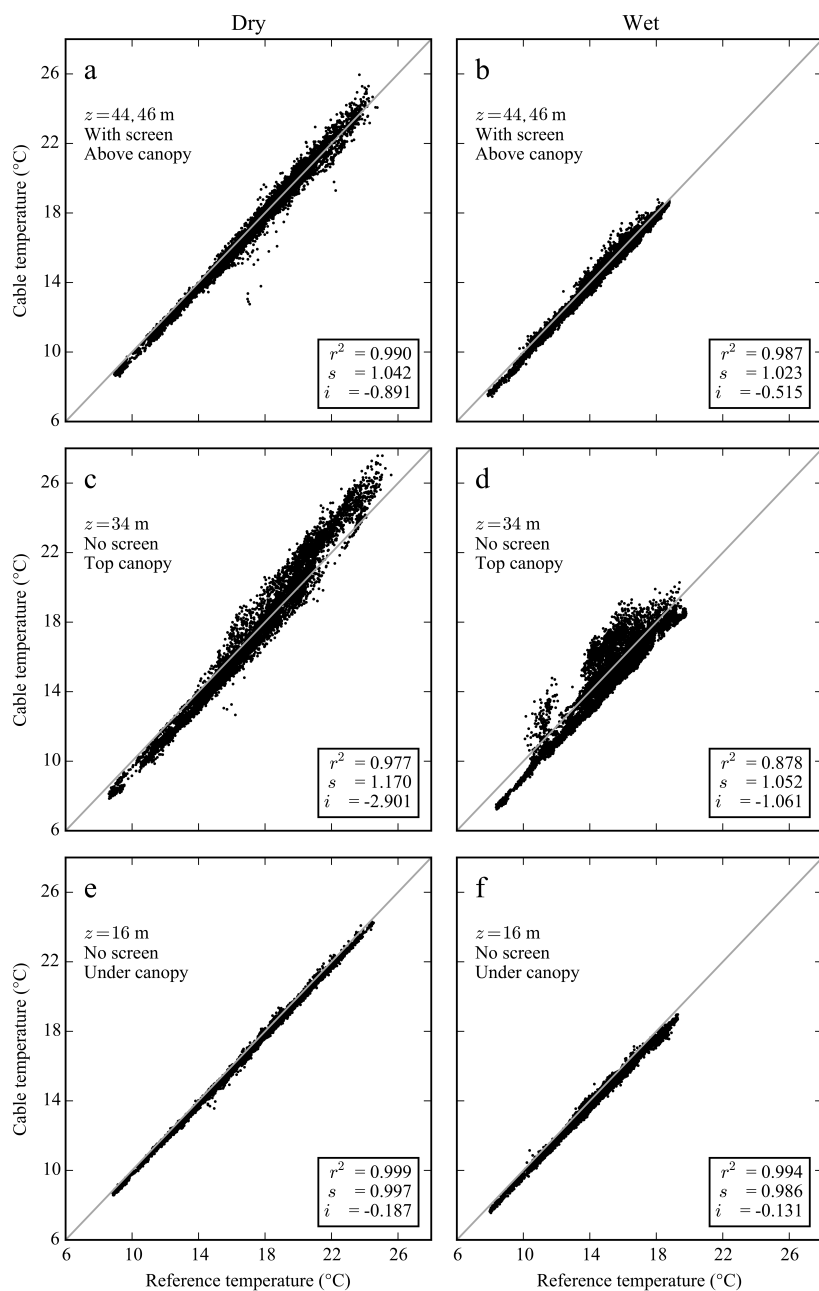 Dry
Wet
a
z = 44, 46 m
With screen
Above canopy
r² = 0.990
s = 1.042
i = -0.891
b
z = 44, 46 m
With screen
Above canopy
r² = 0.987
s = 1.023
i = -0.515
Cable temperature (°C)
26
22
18
14
10
6
c
z = 34 m
No screen
Top canopy
r² = 0.977
s = 1.170
i = -2.901
d
z = 34 m
No screen
Top canopy
r² = 0.878
s = 1.052
i = -1.061
Cable temperature (°C)
26
22
18
14
10
6
e
z = 16 m
No screen
Under canopy
r² = 0.999
s = 0.997
i = -0.187
f
z = 16 m
No screen
Under canopy
r² = 0.994
s = 0.986
i = -0.131
Cable temperature (°C)
26
22
18
14
10
6
6 10 14 18 22 26
6 10 14 18 22 26
Reference temperature (°C)
Reference temperature (°C)